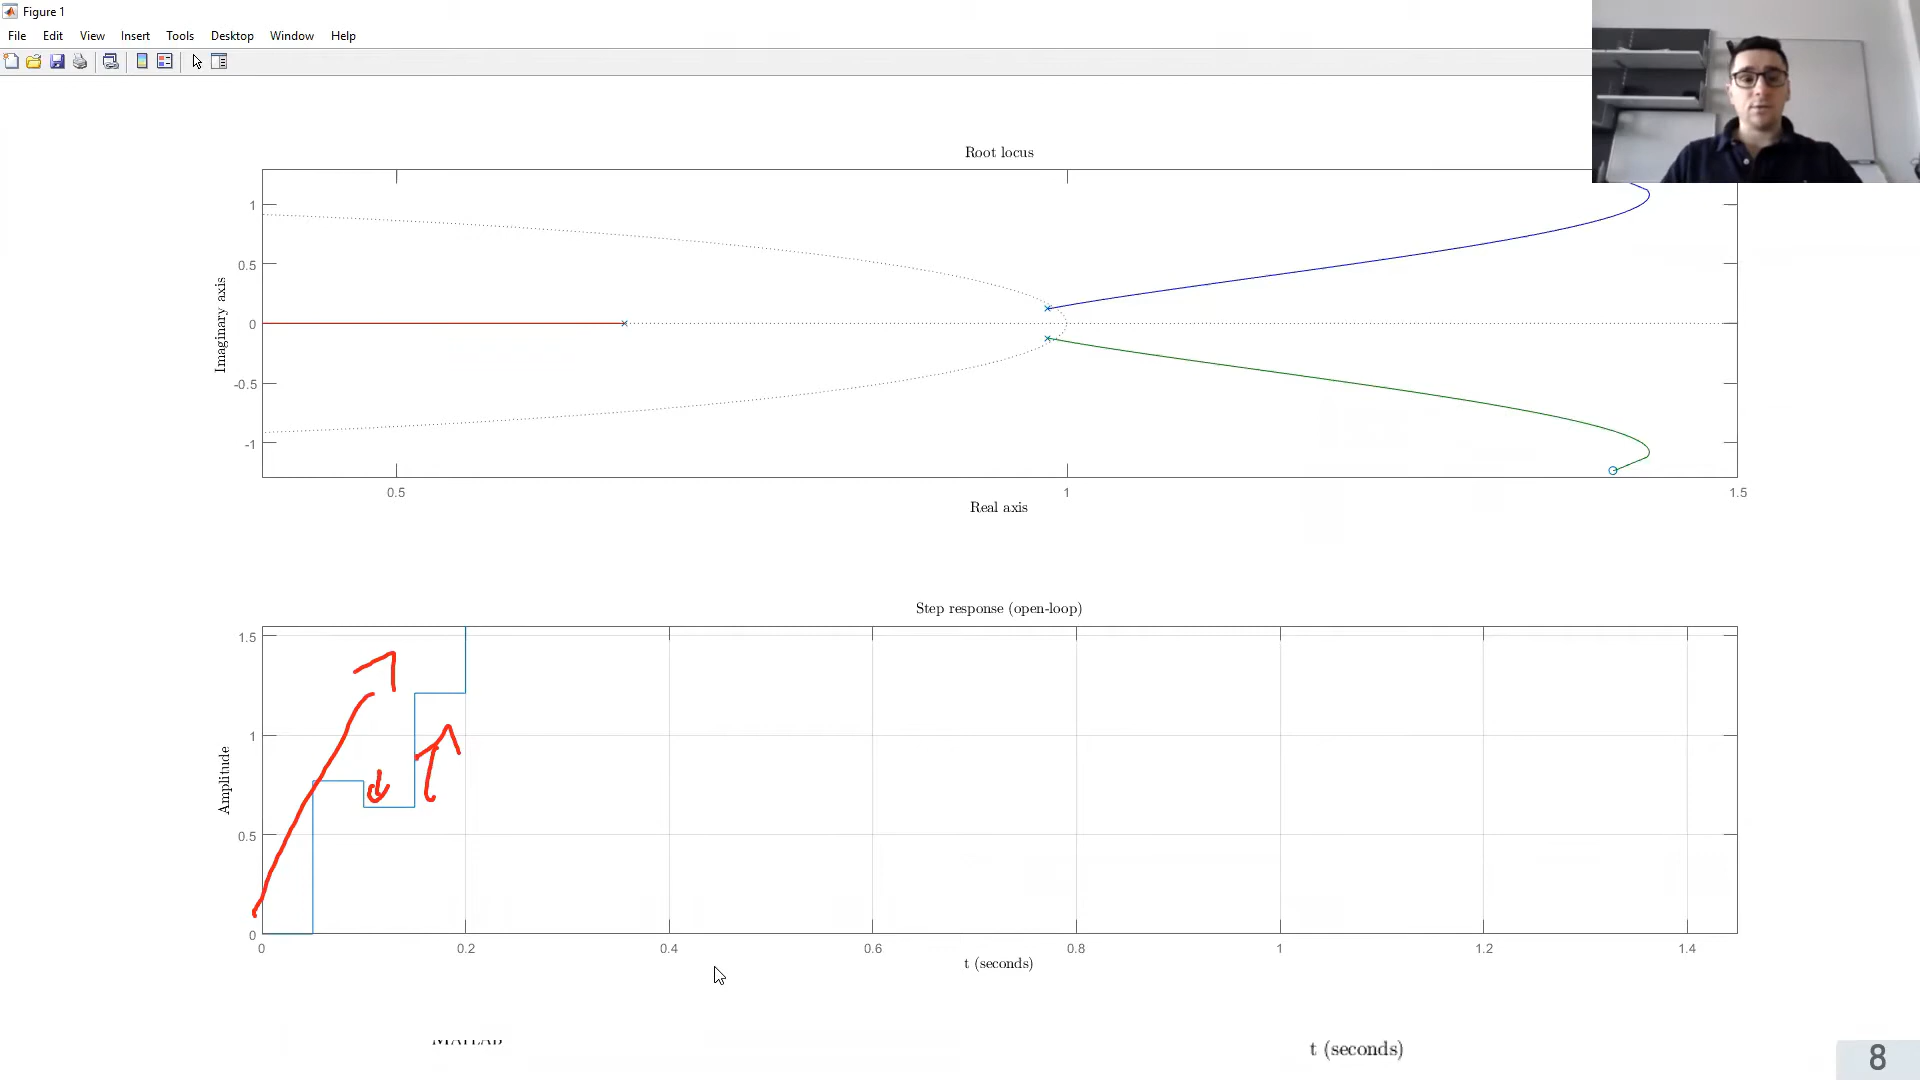 Figure 1
File Edit View Insert Tools Desktop Window Help
Root locus
1
0.5
0
-0.5
-1
Imaginary axis
0.5 1 1.5
Real axis
Step response (open-loop)
1.5
1
0.5
0
Amplitude
0 0.2 0.4 0.6 0.8 1 1.2 1.4
t (seconds)
MATLAB
t (seconds)
8